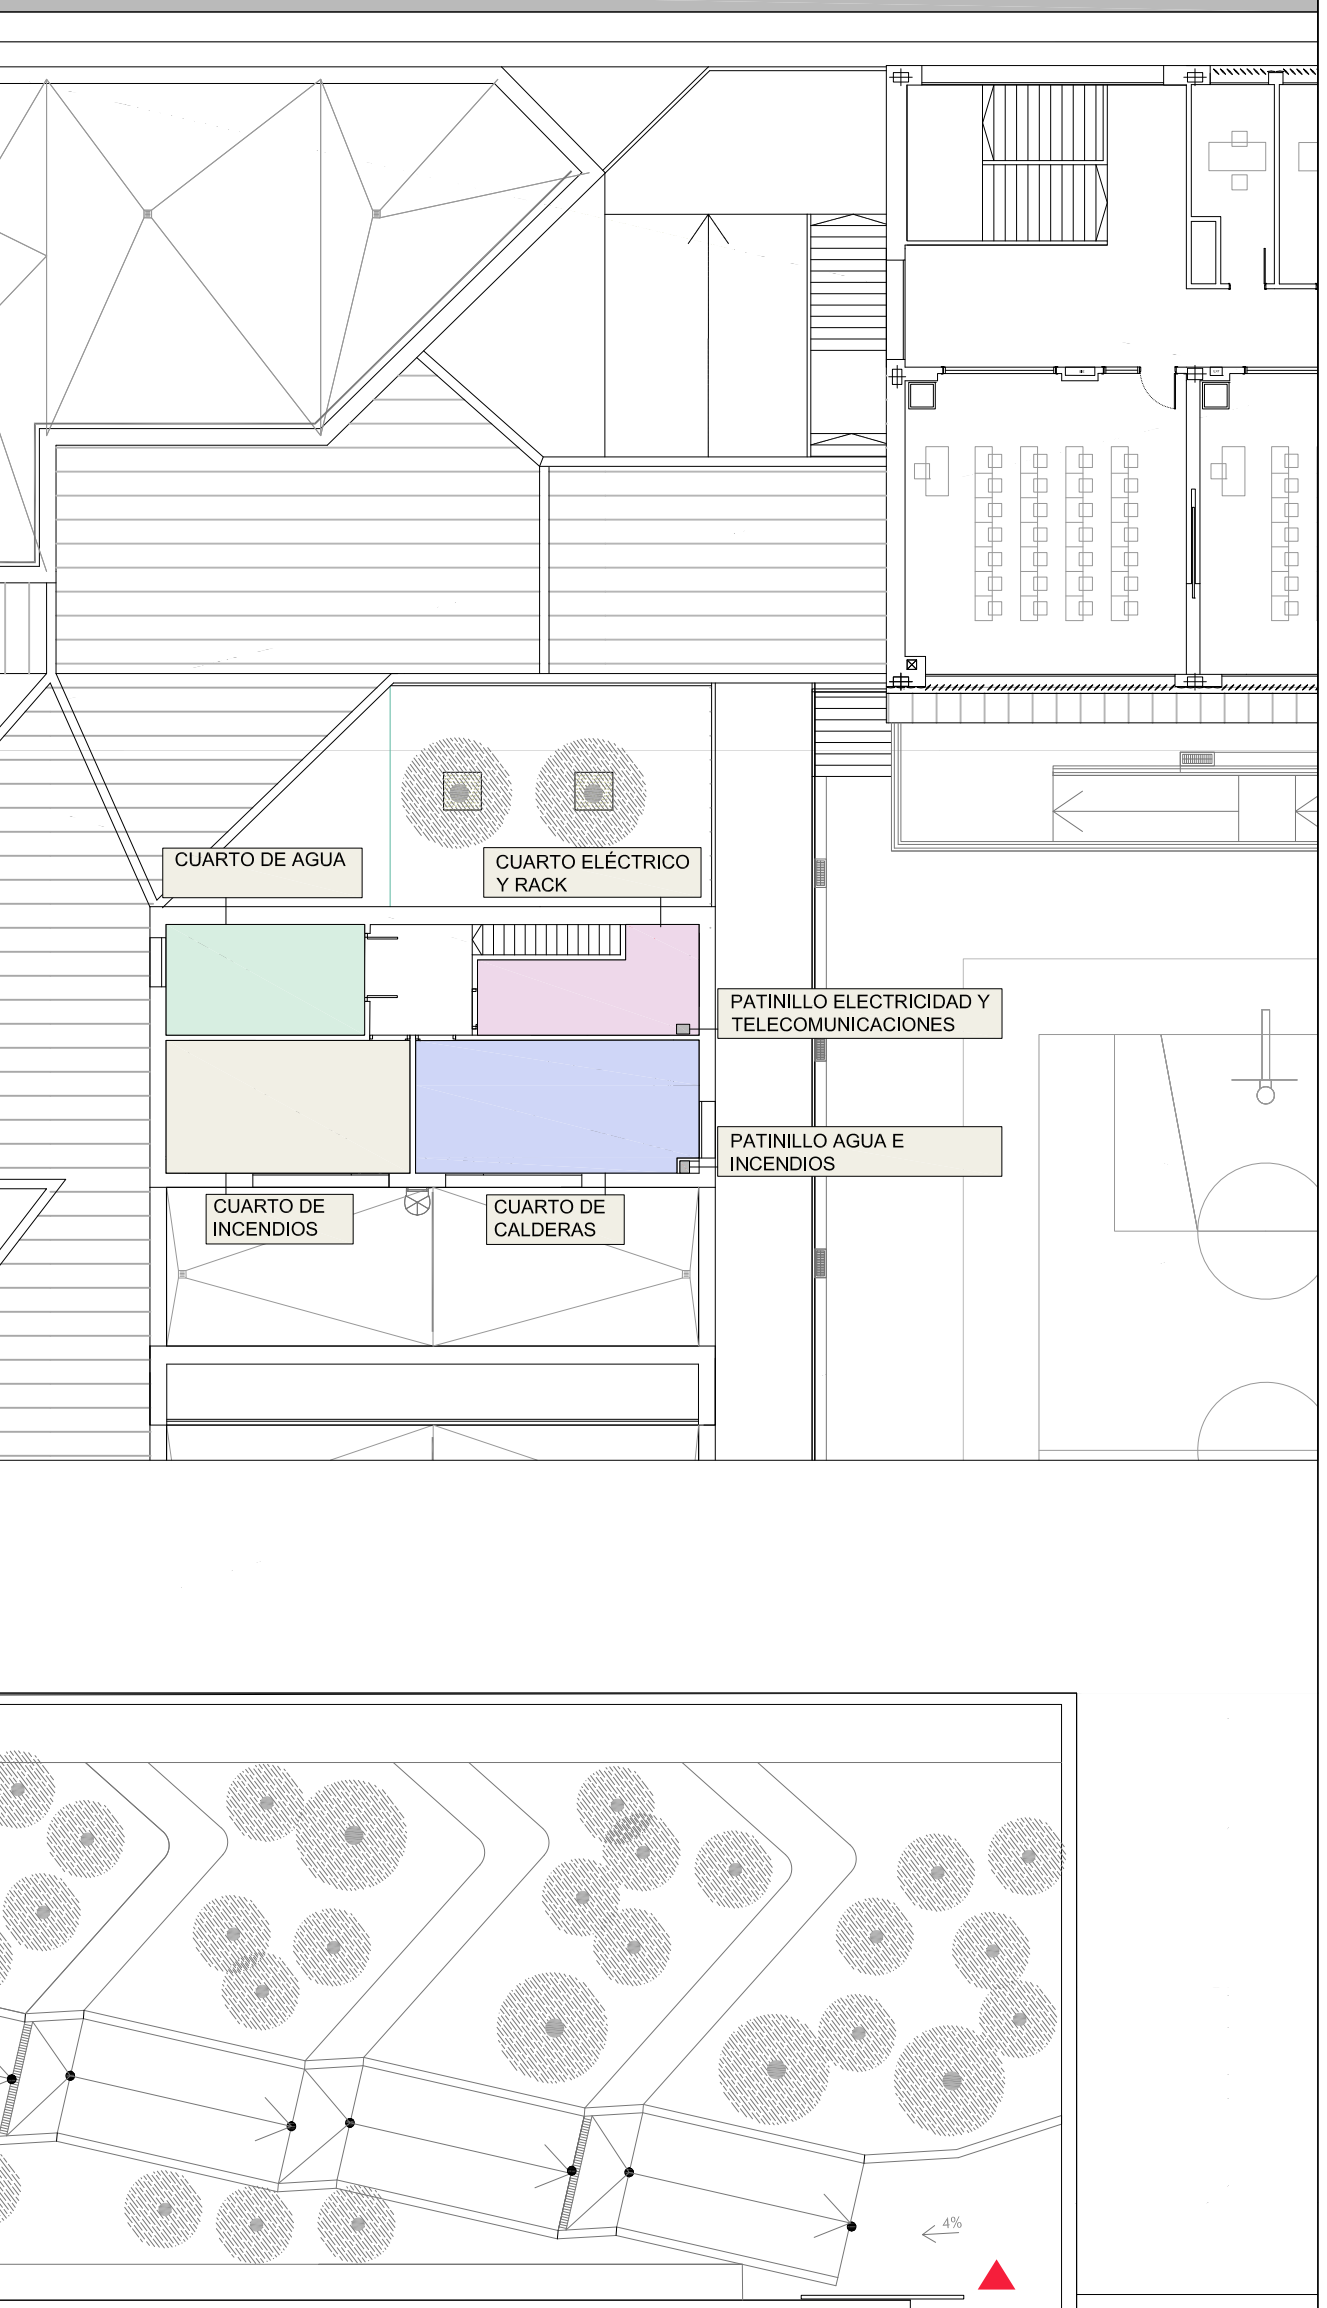 CUARTO DE AGUA
CUARTO ELÉCTRICO
Y RACK
PATINILLO ELECTRICIDAD Y
TELECOMUNICACIONES
PATINILLO AGUA E
INCENDIOS
CUARTO DE
INCENDIOS
CUARTO DE
CALDERAS
4%